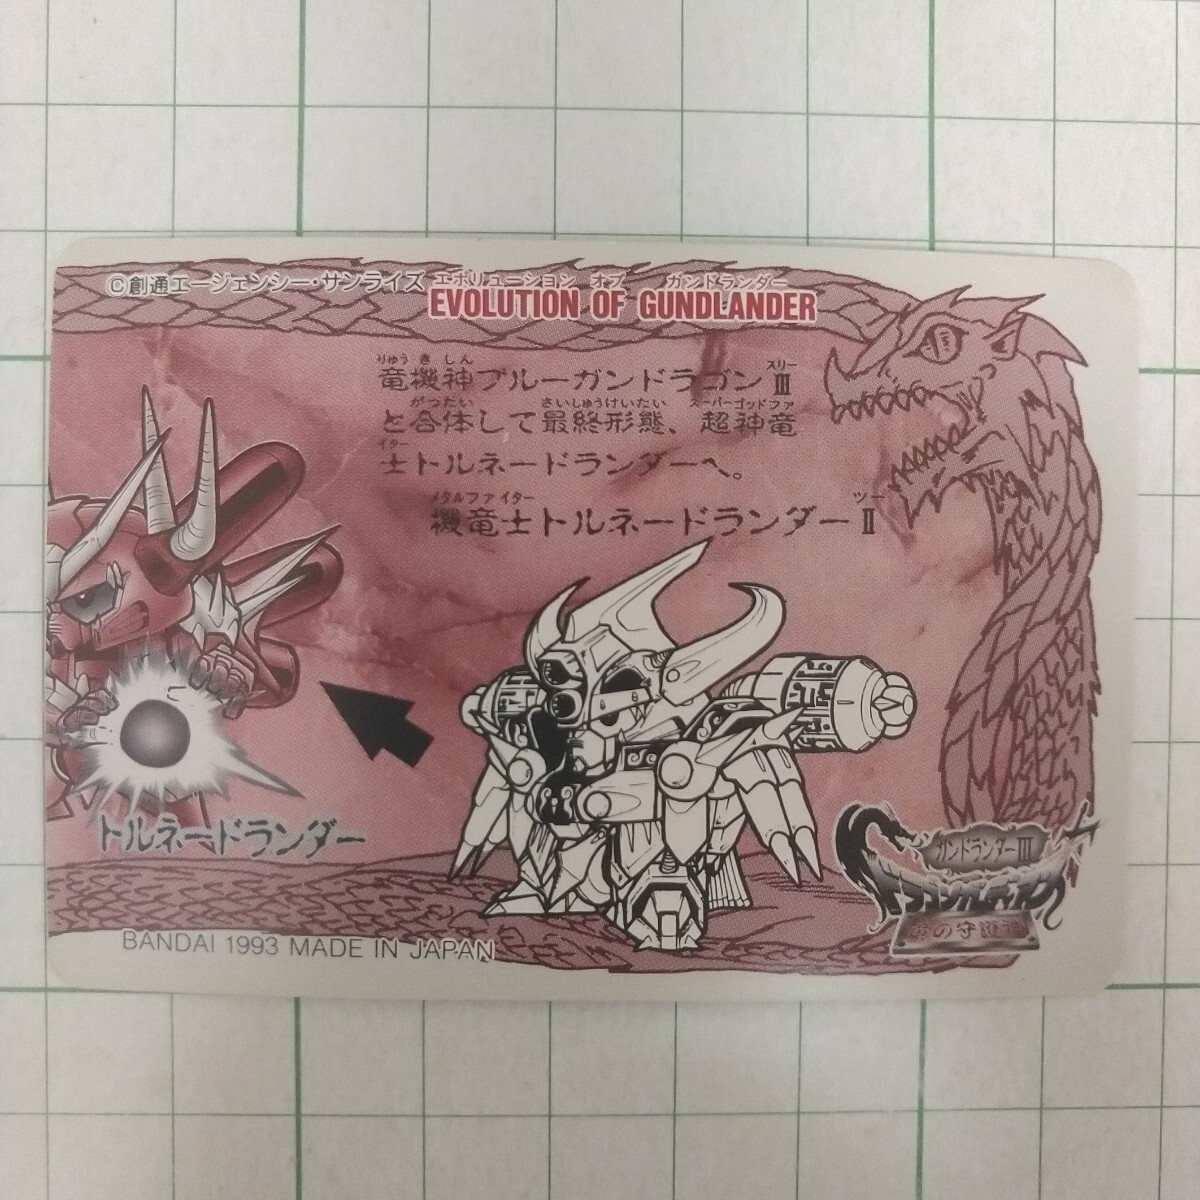 ©創通エージェンシー・サンライズ
エボリューション オブ ガンドランダー
EVOLUTION OF GUNDLANDER
りゅう き しん スリー
竜機神ブルーガンドラゴンⅢ
がったい さいしゅうけいたい スーパーゴッドファ
と合体して最終形態、超神竜
イター
士トルネードランダーへ。
メタルファイター ツー
機竜士トルネードランダーⅡ
トルネードランダー
ガンドランダーⅢ
の守護神
BANDAI 1993 MADE IN JAPAN